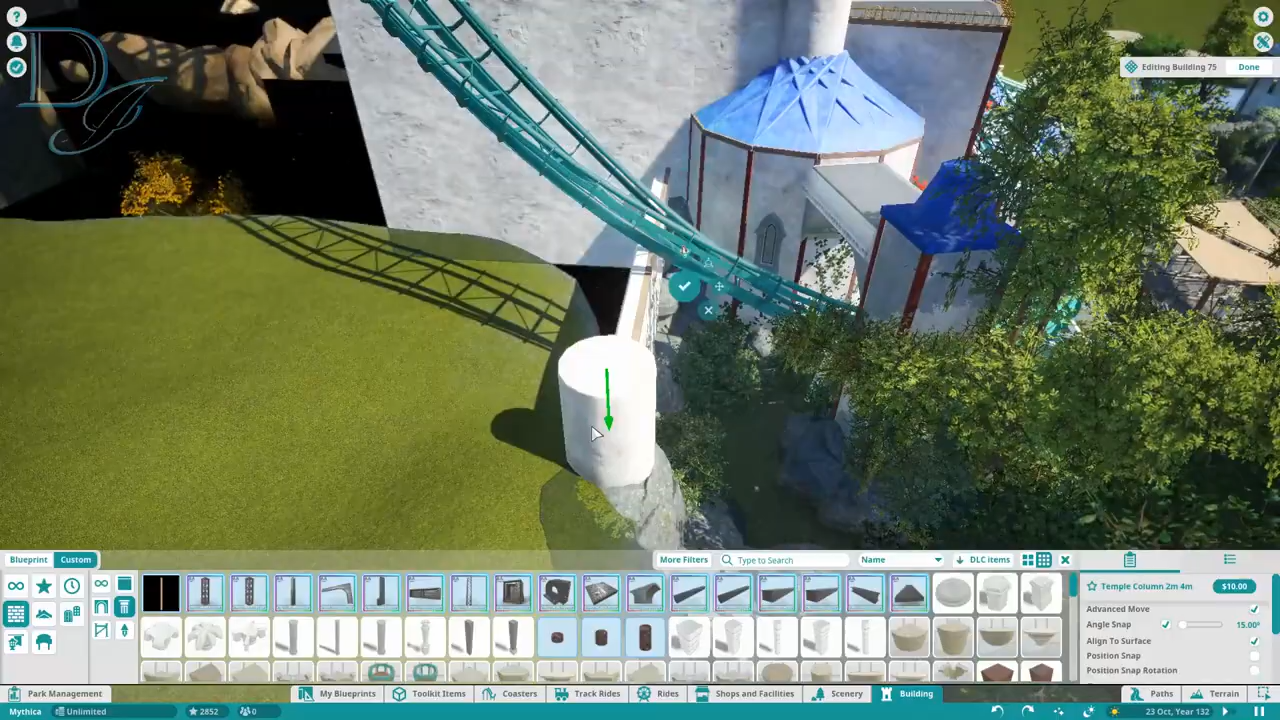 DJ
Editing Building 75
Done
Blueprint
Custom
More Filters
Type to Search
Name
DLC items
Temple Column 2m 4m
$10.00
Advanced Move
Angle Snap
15.00°
Align To Surface
Position Snap
Position Snap Rotation
Park Management
My Blueprints
Toolkit Items
Coasters
Track Rides
Rides
Shops and Facilities
Scenery
Building
Paths
Terrain
Mythica
Unlimited
2852
0
23 Oct, Year 132